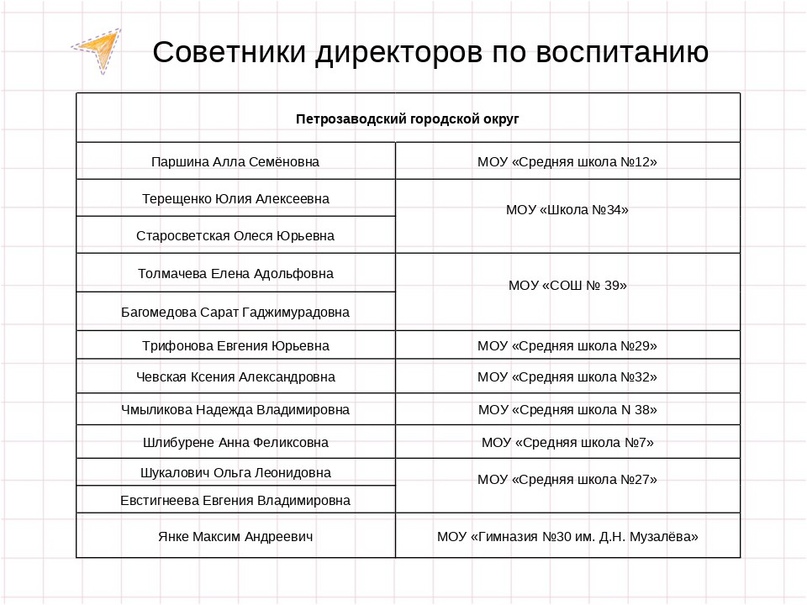 Советники директоров по воспитанию
Петрозаводский городской округ
Паршина Алла Семёновна МОУ «Средняя школа №12»
Терещенко Юлия Алексеевна
МОУ «Школа №34»
Старосветская Олеся Юрьевна
Толмачева Елена Адольфовна
МОУ «СОШ № 39»
Багомедова Сарат Гаджимурадовна
Трифонова Евгения Юрьевна МОУ «Средняя школа №29»
Чевская Ксения Александровна МОУ «Средняя школа №32»
Чмыликова Надежда Владимировна МОУ «Средняя школа N 38»
Шлибурене Анна Феликсовна МОУ «Средняя школа №7»
Шукалович Ольга Леонидовна
МОУ «Средняя школа №27»
Евстигнеева Евгения Владимировна
Янке Максим Андреевич МОУ «Гимназия №30 им. Д.Н. Музалёва»